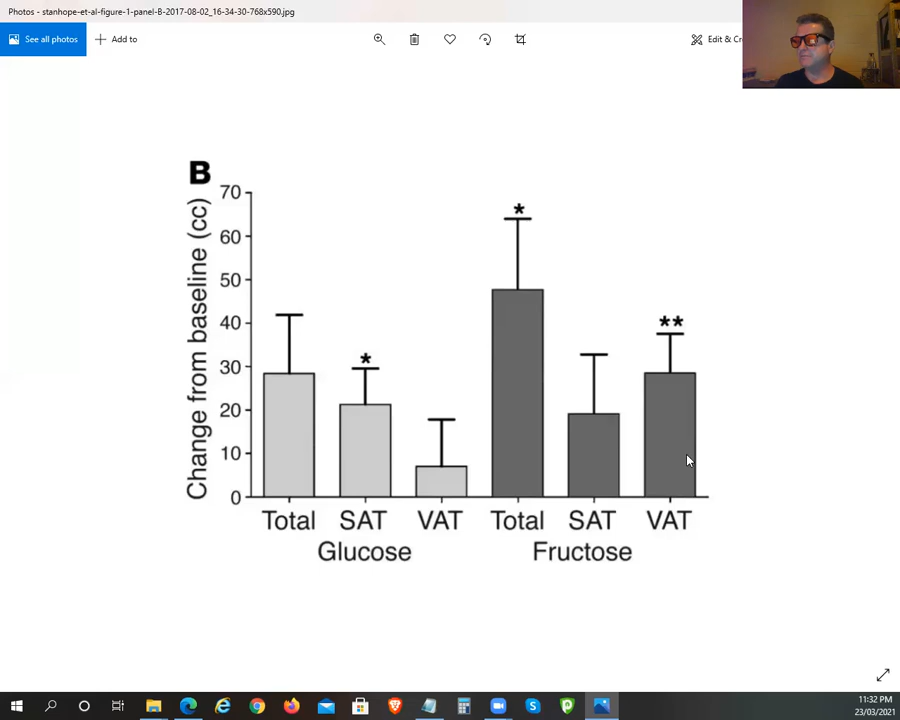 Photos - stanhope-et-al-figure-1-panel-B-2017-08-02_16-34-30-768x590.jpg
See all photos
Add to
Edit & Cr
B
Change from baseline (cc)
70
60
50
40
30
20
10
0
*
*
**
Total SAT VAT Total SAT VAT
Glucose Fructose
11:32 PM
23/03/2021